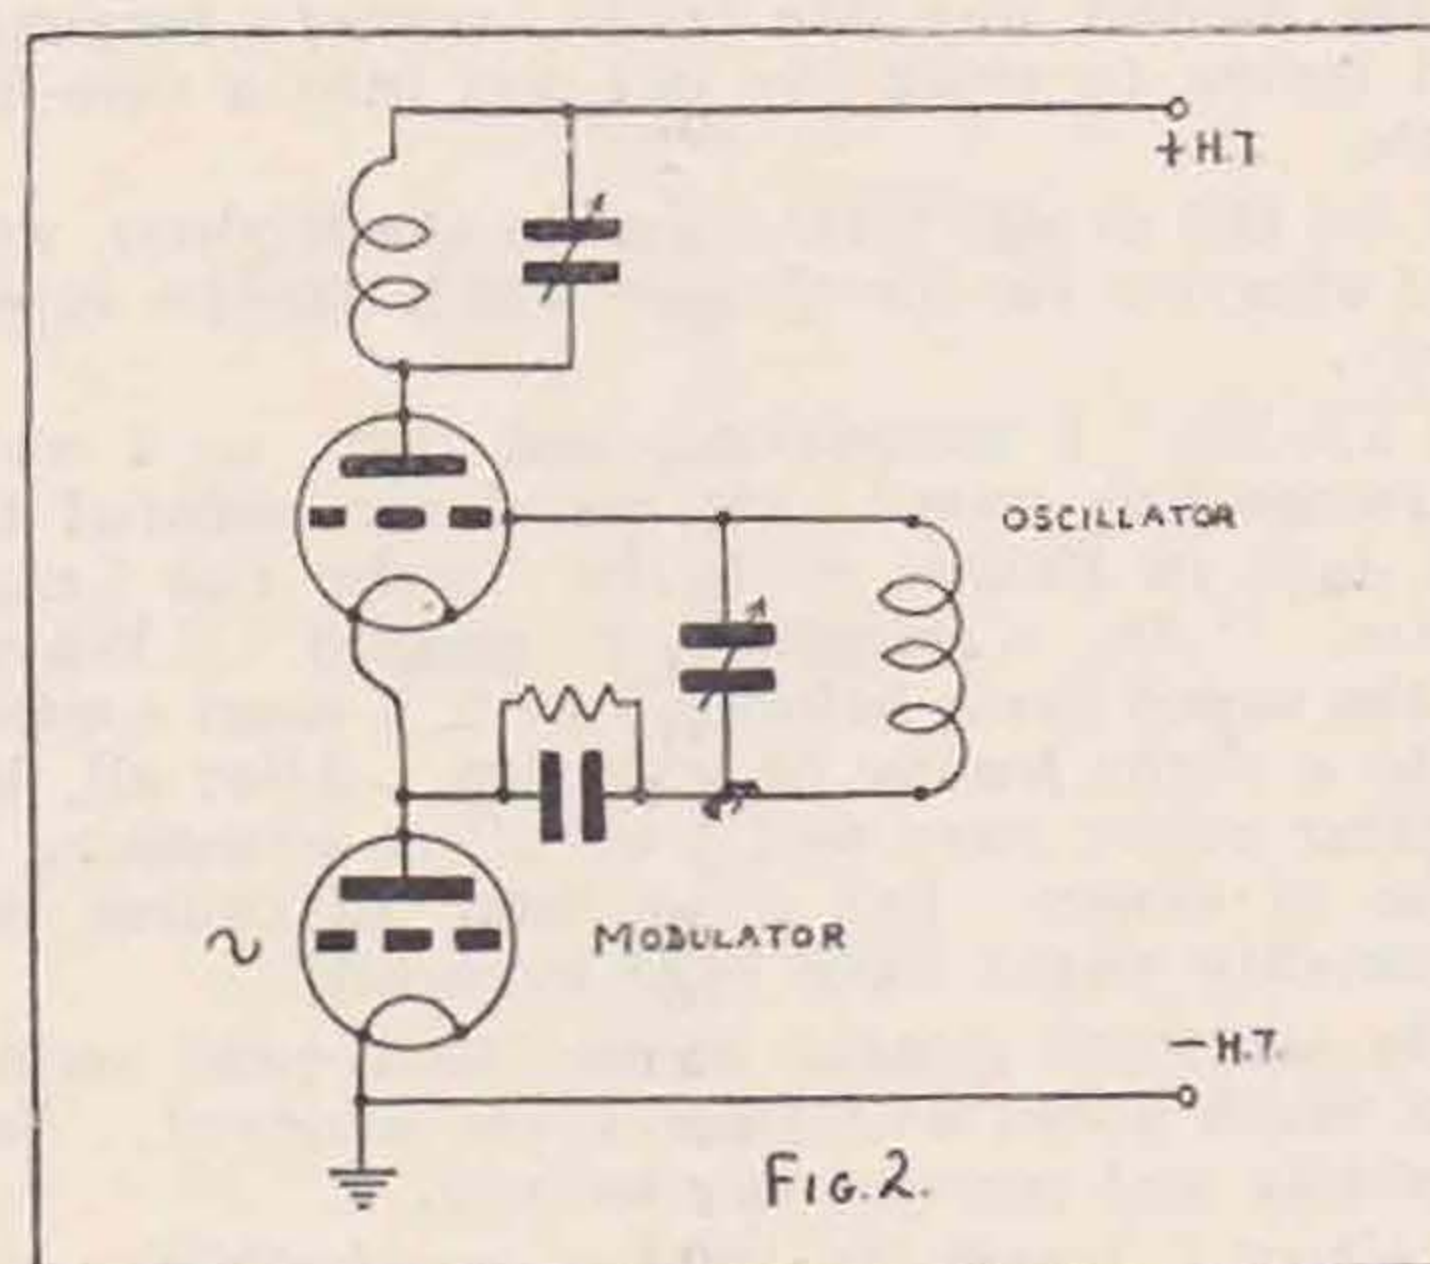 + H.T
OSCILLATOR
MODULATOR
- H.T.
FIG. 2.